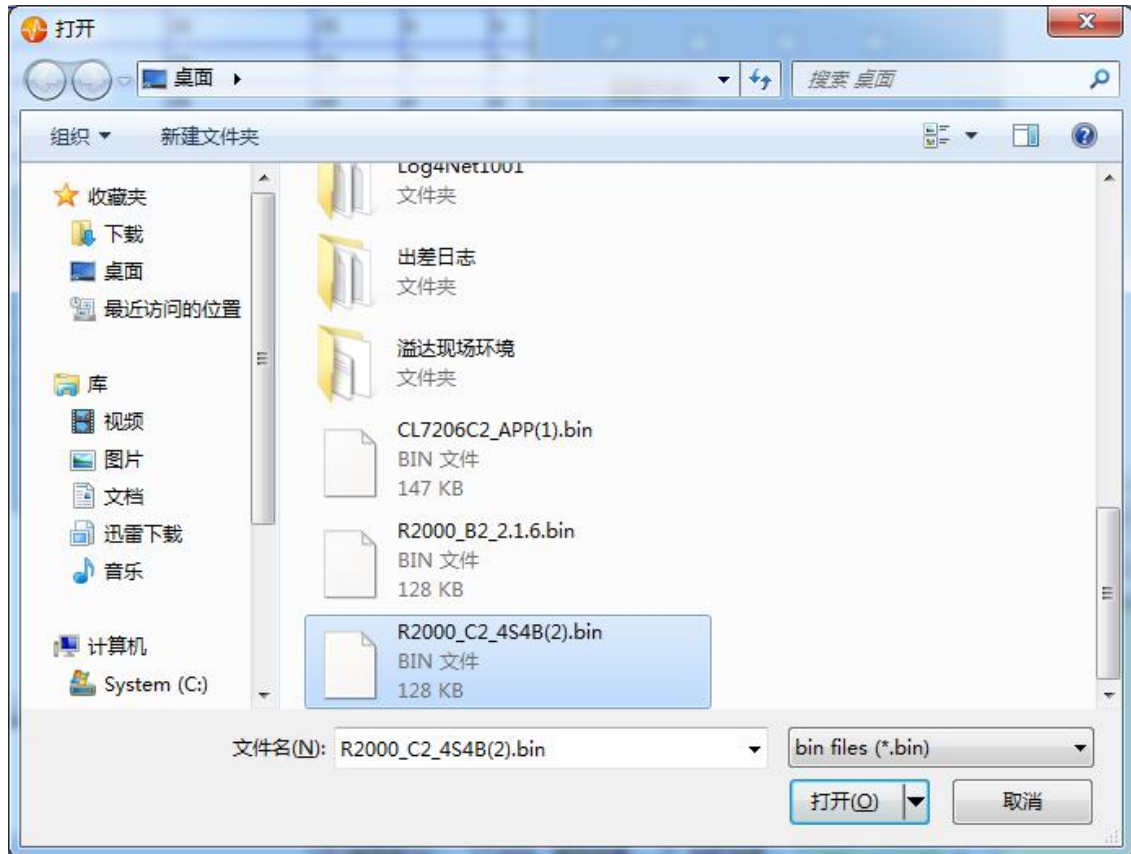 打开
桌面
搜索 桌面
组织
新建文件夹
收藏夹
下载
桌面
最近访问的位置
库
视频
图片
文档
迅雷下载
音乐
计算机
System (C:)
Log4Net1001
文件夹
出差日志
文件夹
溢达现场环境
文件夹
CL7206C2_APP(1).bin
BIN 文件
147 KB
R2000_B2_2.1.6.bin
BIN 文件
128 KB
R2000_C2_4S4B(2).bin
BIN 文件
128 KB
文件名(N): R2000_C2_4S4B(2).bin
bin files (*.bin)
打开(O)
取消